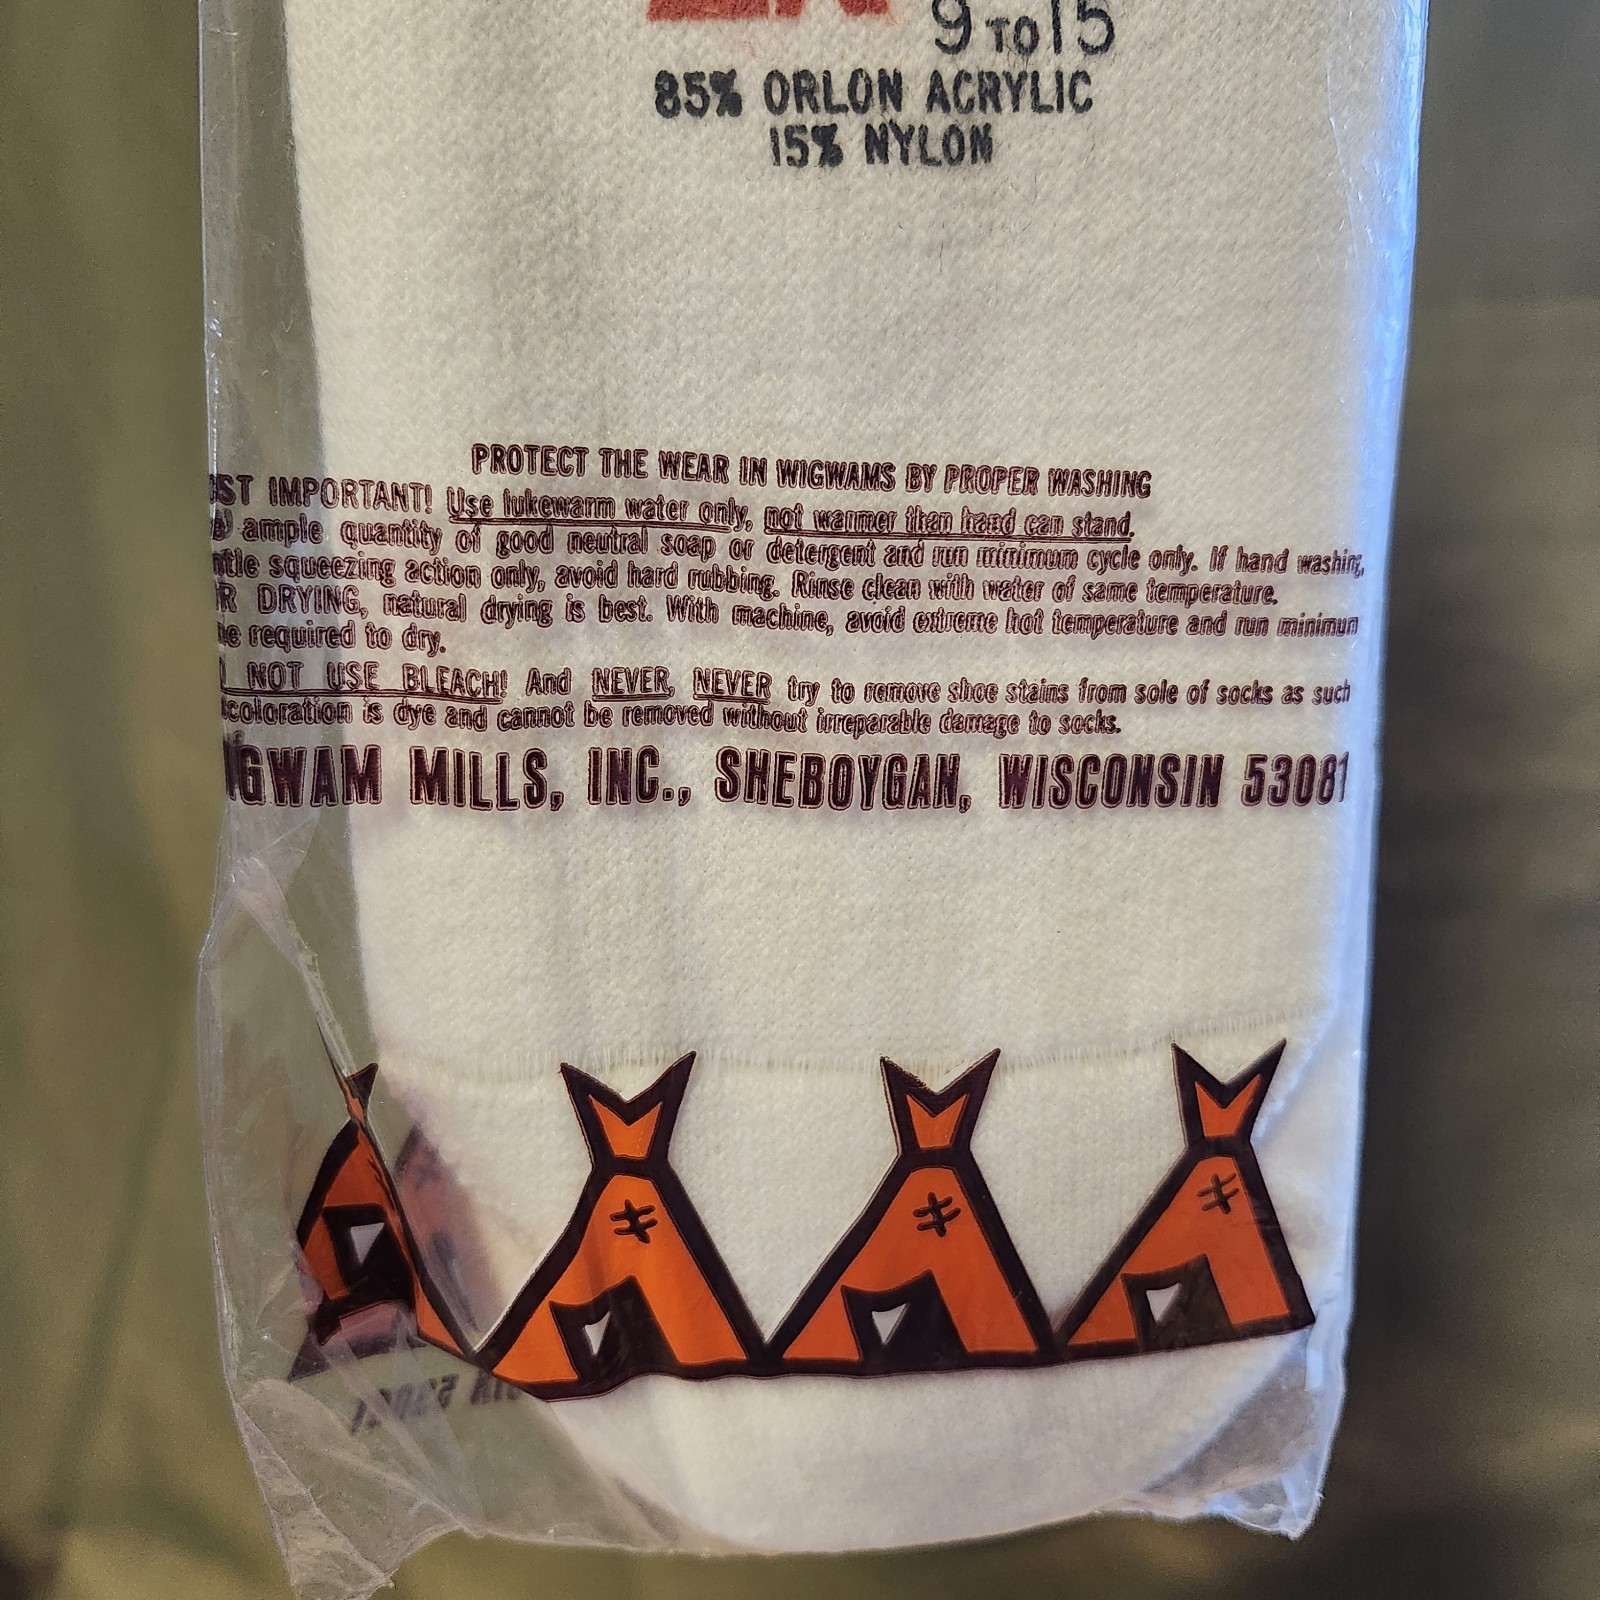 9 TO 15
85% ORLON ACRYLIC
15% NYLON
PROTECT THE WEAR IN WIGWAMS BY PROPER WASHING
ST IMPORTANT! Use lukewarm water only, not warmer than hand can stand.
ample quantity of good neutral soap or detergent and run minimum cycle only. If hand washing,
ntle squeezing action only, avoid hard rubbing. Rinse clean with water of same temperature.
R DRYING, natural drying is best. With machine, avoid extreme hot temperature and run minimun
e required to dry.
NOT USE BLEACH! And NEVER, NEVER try to remove shoe stains from sole of socks as such
coloration is dye and cannot be removed without irreparable damage to socks.
IGWAM MILLS, INC., SHEBOYGAN, WISCONSIN 53081